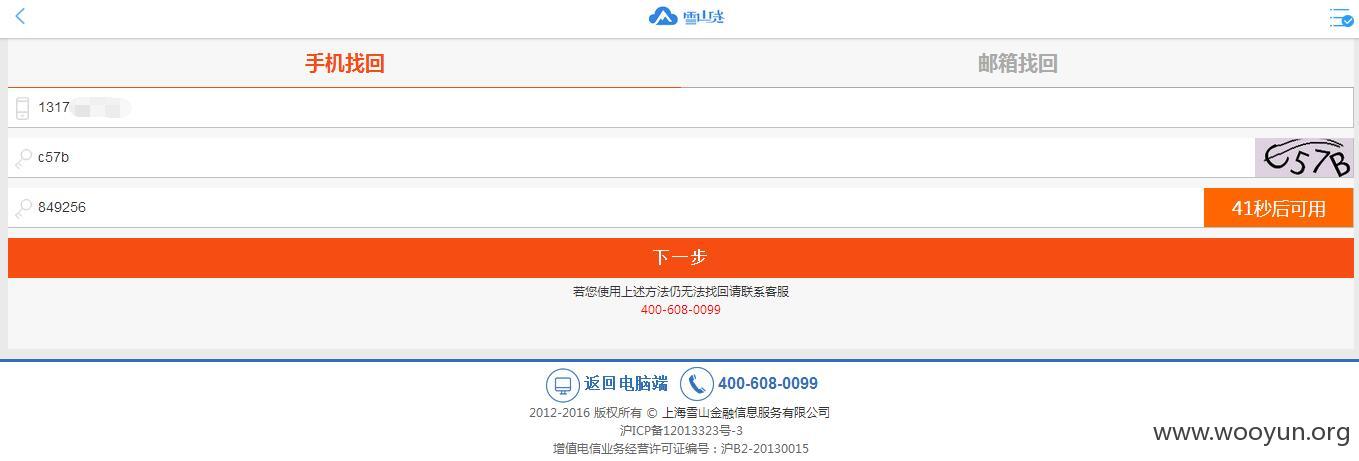 雪山贷
手机找回
邮箱找回
1317
c57b
C57B
849256
41秒后可用
下一步
若您使用上述方法仍无法找回请联系客服
400-608-0099
返回电脑端
400-608-0099
2012-2016 版权所有 © 上海雪山金融信息服务有限公司
沪ICP备12013323号-3
增值电信业务经营许可证编号：沪B2-20130015
www.wooyun.org